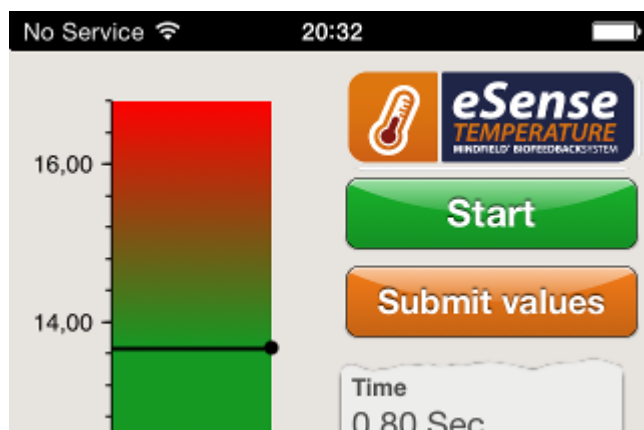 No Service 20:32
eSense
TEMPERATURE
MINDFIELD® BIOFEEDBACKSYSTEM
16,00
Start
Submit values
14,00
Time
0,80 Sec